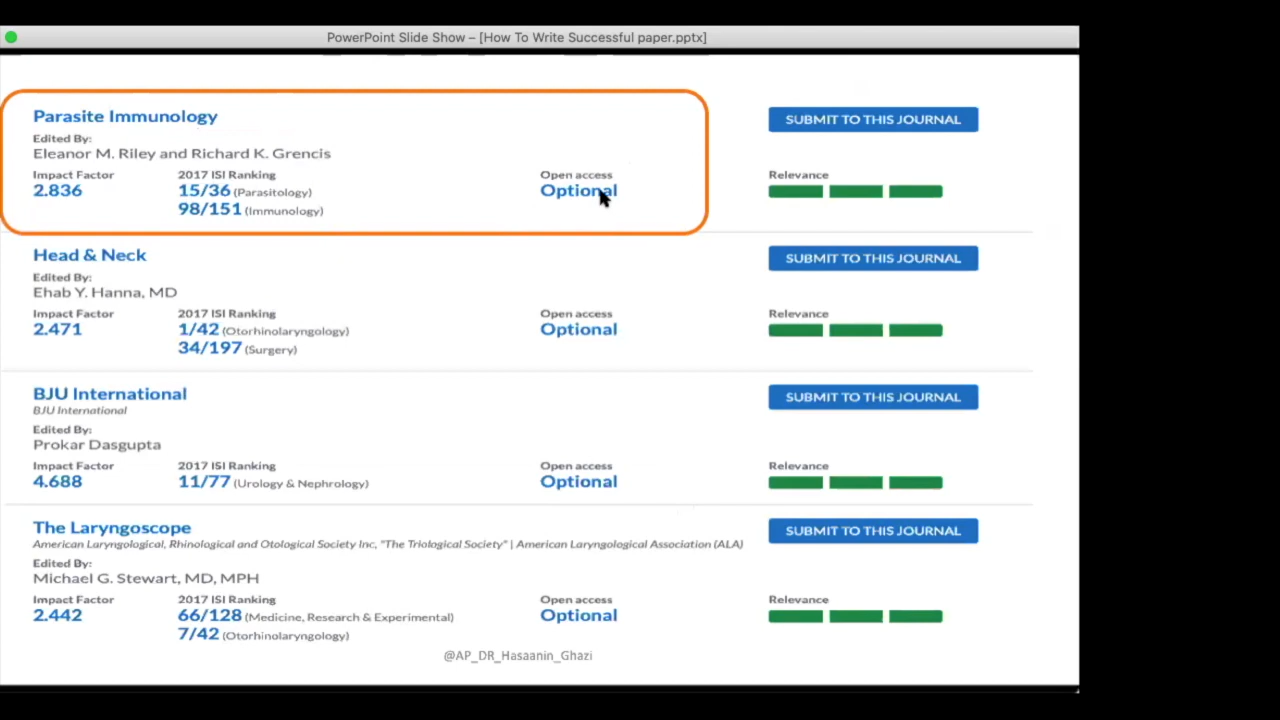 PowerPoint Slide Show – [How To Write Successful paper.pptx]
Parasite Immunology
SUBMIT TO THIS JOURNAL
Edited By:
Eleanor M. Riley and Richard K. Grencis
Impact Factor 2017 ISI Ranking Open access Relevance
2.836 15/36 (Parasitology) Optional
98/151 (Immunology)
Head & Neck
SUBMIT TO THIS JOURNAL
Edited By:
Ehab Y. Hanna, MD
Impact Factor 2017 ISI Ranking Open access Relevance
2.471 1/42 (Otorhinolaryngology) Optional
34/197 (Surgery)
BJU International
SUBMIT TO THIS JOURNAL
BJU International
Edited By:
Prokar Dasgupta
Impact Factor 2017 ISI Ranking Open access Relevance
4.688 11/77 (Urology & Nephrology) Optional
The Laryngoscope
SUBMIT TO THIS JOURNAL
American Laryngological, Rhinological and Otological Society Inc, "The Triological Society" | American Laryngological Association (ALA)
Edited By:
Michael G. Stewart, MD, MPH
Impact Factor 2017 ISI Ranking Open access Relevance
2.442 66/128 (Medicine, Research & Experimental) Optional
7/42 (Otorhinolaryngology)
@AP_DR_Hasaanin_Ghazi